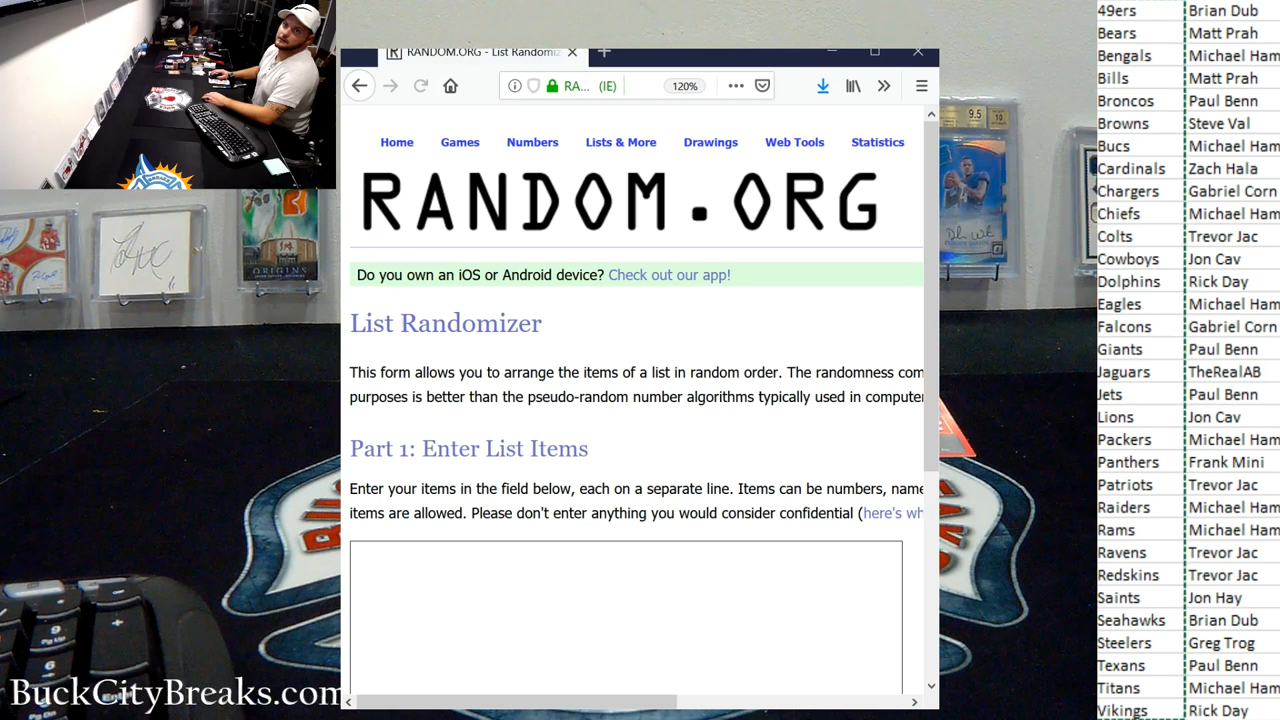 RANDOM.ORG - List Randomiz
RA... (IE)
120%
Home Games Numbers Lists & More Drawings Web Tools Statistics
RANDOM.ORG
Do you own an iOS or Android device? Check out our app!
List Randomizer
This form allows you to arrange the items of a list in random order. The randomness com
purposes is better than the pseudo-random number algorithms typically used in computer
Part 1: Enter List Items
Enter your items in the field below, each on a separate line. Items can be numbers, name
items are allowed. Please don't enter anything you would consider confidential (here's wh
49ers Brian Dub
Bears Matt Prah
Bengals Michael Ham
Bills Matt Prah
Broncos Paul Benn
Browns Steve Val
Bucs Michael Ham
Cardinals Zach Hala
Chargers Gabriel Corn
Chiefs Michael Ham
Colts Trevor Jac
Cowboys Jon Cav
Dolphins Rick Day
Eagles Michael Ham
Falcons Gabriel Corn
Giants Paul Benn
Jaguars TheRealAB
Jets Paul Benn
Lions Jon Cav
Packers Michael Ham
Panthers Frank Mini
Patriots Trevor Jac
Raiders Michael Ham
Rams Michael Ham
Ravens Trevor Jac
Redskins Trevor Jac
Saints Jon Hay
Seahawks Brian Dub
Steelers Greg Trog
Texans Paul Benn
Titans Michael Ham
Vikings Rick Day
9.5
10
ORIGINS
9
Pg Up
+
6
BuckCityBreaks.com